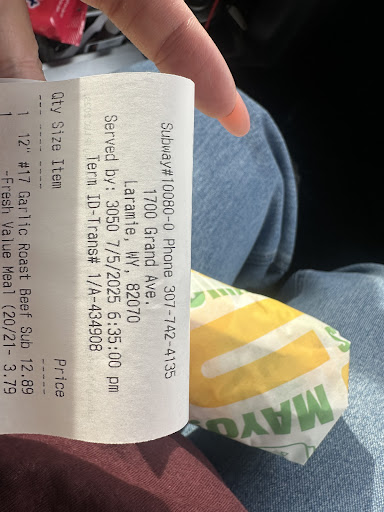 Subway#10080-0 Phone 307-742-4135
1700 Grand Ave.
Laramie, WY, 82070
Served by: 3050 7/5/2025 6:35:00 pm
Term ID-Trans# 1/A-434908
Qty Size Item Price
--- ---- ---- -----
1 12" #17 Garlic Roast Beef Sub 12.89
1 -Fresh Value Meal (20/21- 3.79
MAYO